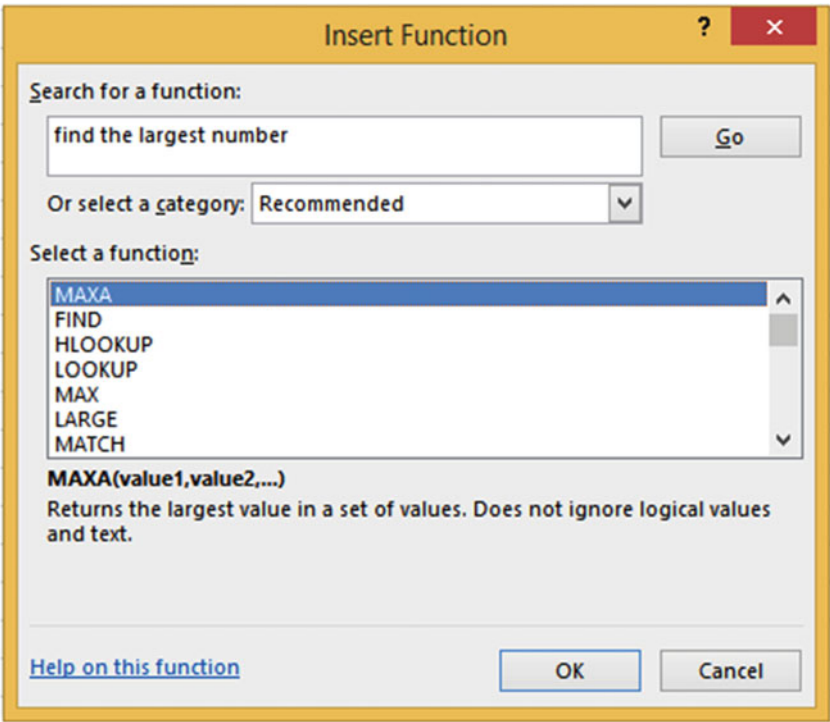 Insert Function
?
Search for a function:
find the largest number
Go
Or select a category: Recommended
Select a function:
MAXA
FIND
HLOOKUP
LOOKUP
MAX
LARGE
MATCH
MAXA(value1,value2,...)
Returns the largest value in a set of values. Does not ignore logical values
and text.
Help on this function
OK
Cancel